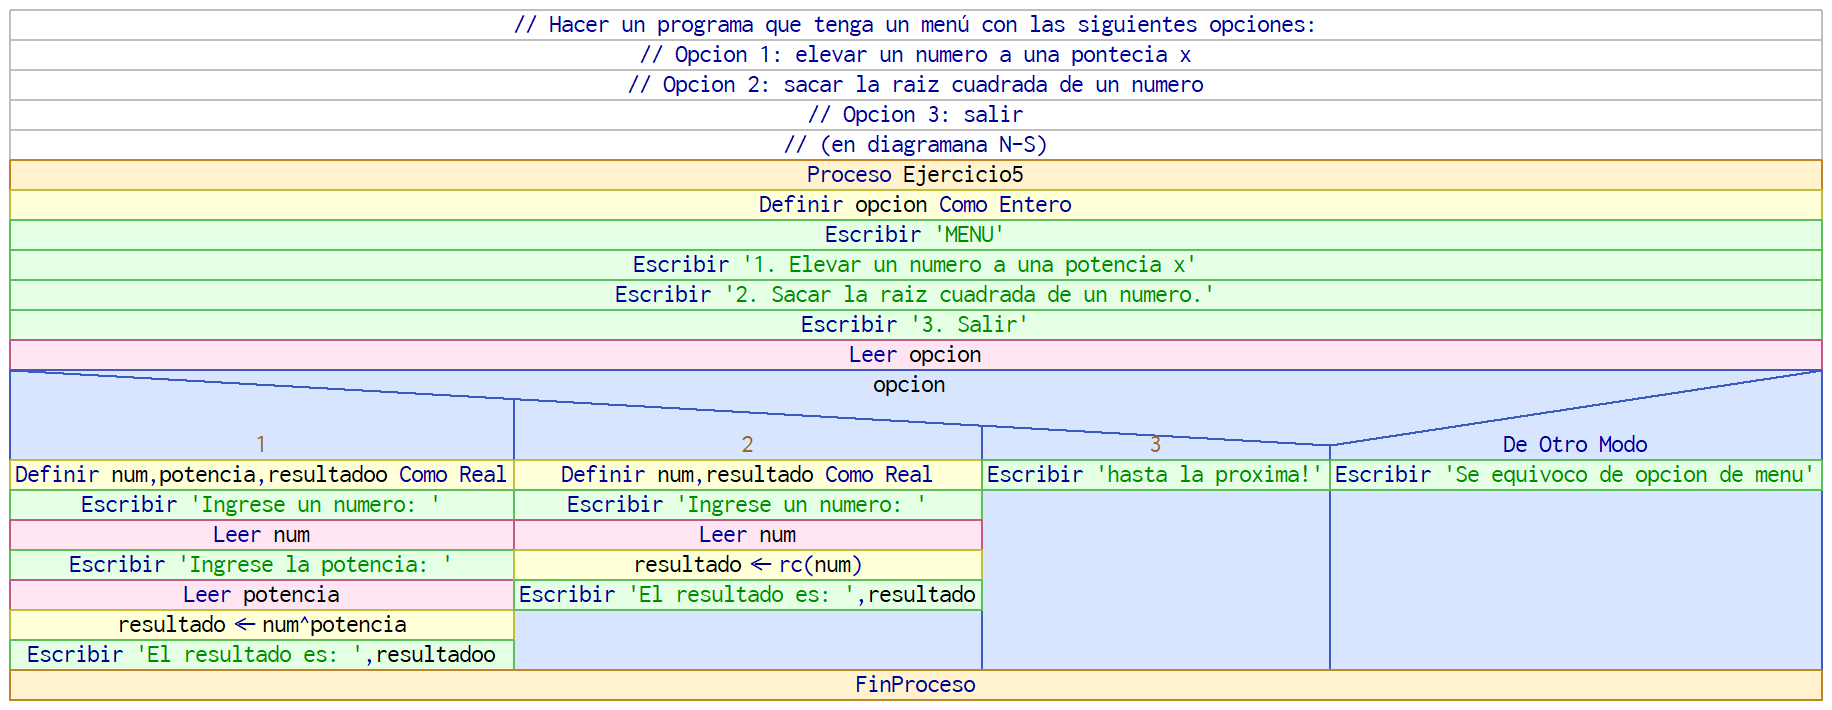 // Hacer un programa que tenga un menú con las siguientes opciones:
// Opcion 1: elevar un numero a una pontecia x
// Opcion 2: sacar la raiz cuadrada de un numero
// Opcion 3: salir
// (en diagramana N-S)
Proceso Ejercicio5
Definir opcion Como Entero
Escribir 'MENU'
Escribir '1. Elevar un numero a una potencia x'
Escribir '2. Sacar la raiz cuadrada de un numero.'
Escribir '3. Salir'
Leer opcion
opcion
1
Definir num,potencia,resultadoo Como Real
Escribir 'Ingrese un numero: '
Leer num
Escribir 'Ingrese la potencia: '
Leer potencia
resultado ← num^potencia
Escribir 'El resultado es: ',resultadoo
2
Definir num,resultado Como Real
Escribir 'Ingrese un numero: '
Leer num
resultado ← rc(num)
Escribir 'El resultado es: ',resultado
3
Escribir 'hasta la proxima!'
De Otro Modo
Escribir 'Se equivoco de opcion de menu'
FinProceso